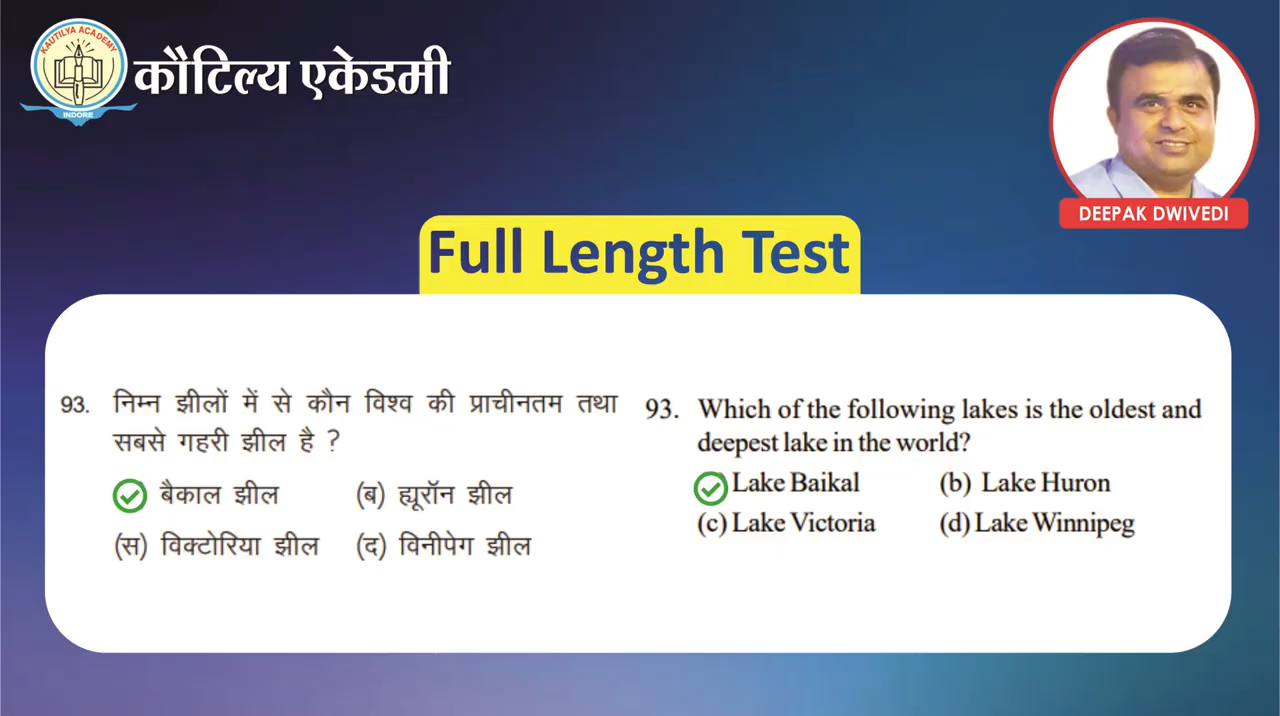 KAUTILYA ACADEMY
INDORE
कौटिल्य एकेडमी
DEEPAK DWIVEDI
Full Length Test
93. निम्न झीलों में से कौन विश्व की प्राचीनतम तथा
सबसे गहरी झील है ?
बैकाल झील (ब) ह्यूरॉन झील
(स) विक्टोरिया झील (द) विनीपेग झील
93. Which of the following lakes is the oldest and
deepest lake in the world?
Lake Baikal (b) Lake Huron
(c) Lake Victoria (d) Lake Winnipeg